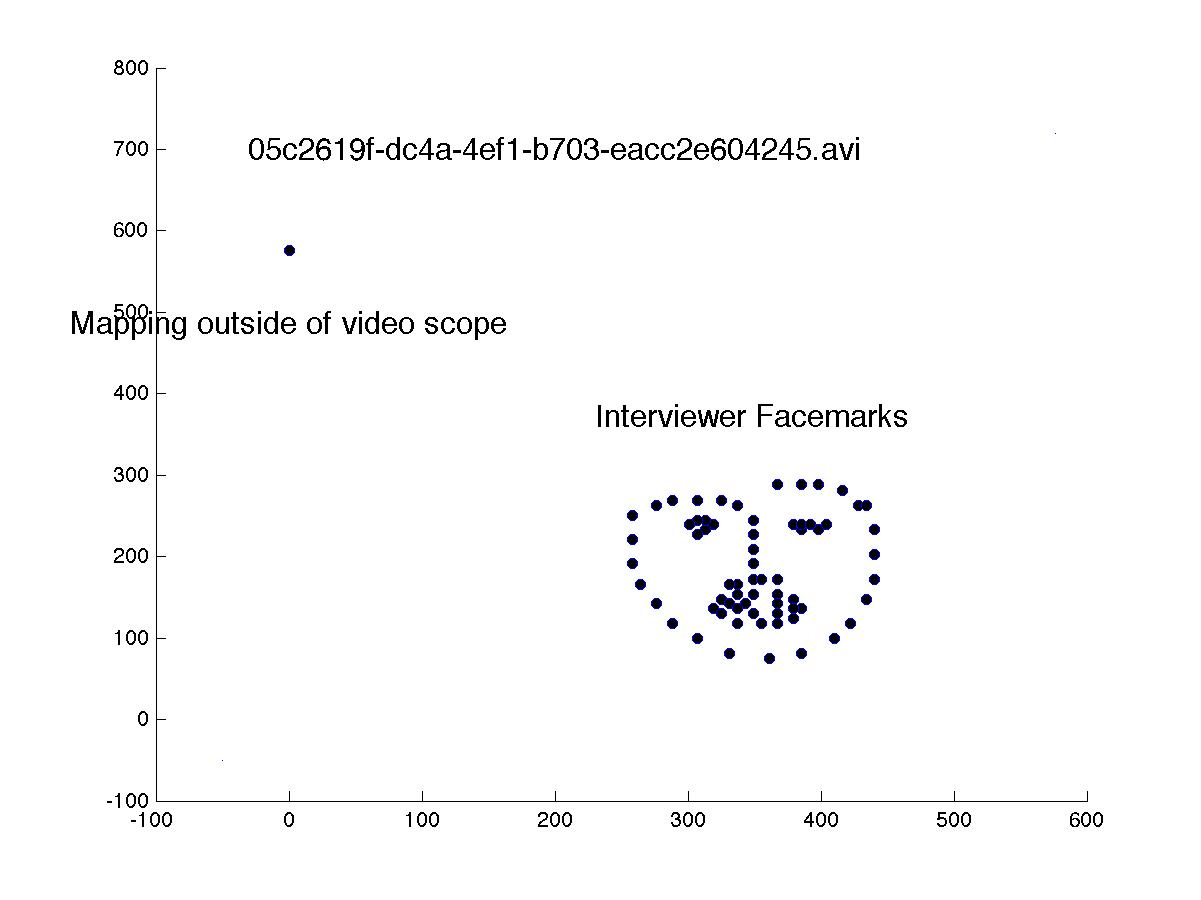 800
700
05c2619f-dc4a-4ef1-b703-eacc2e604245.avi
600
500
Mapping outside of video scope
400
Interviewer Facemarks
300
200
100
0
-100
-100 0 100 200 300 400 500 600